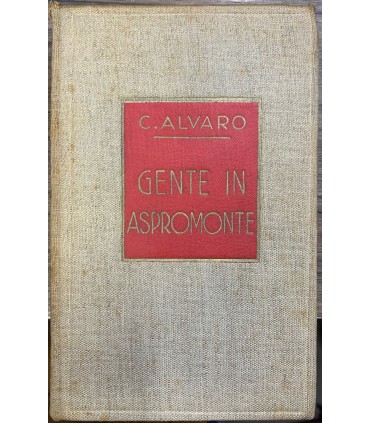 C. ALVARO
GENTE IN
ASPROMONTE